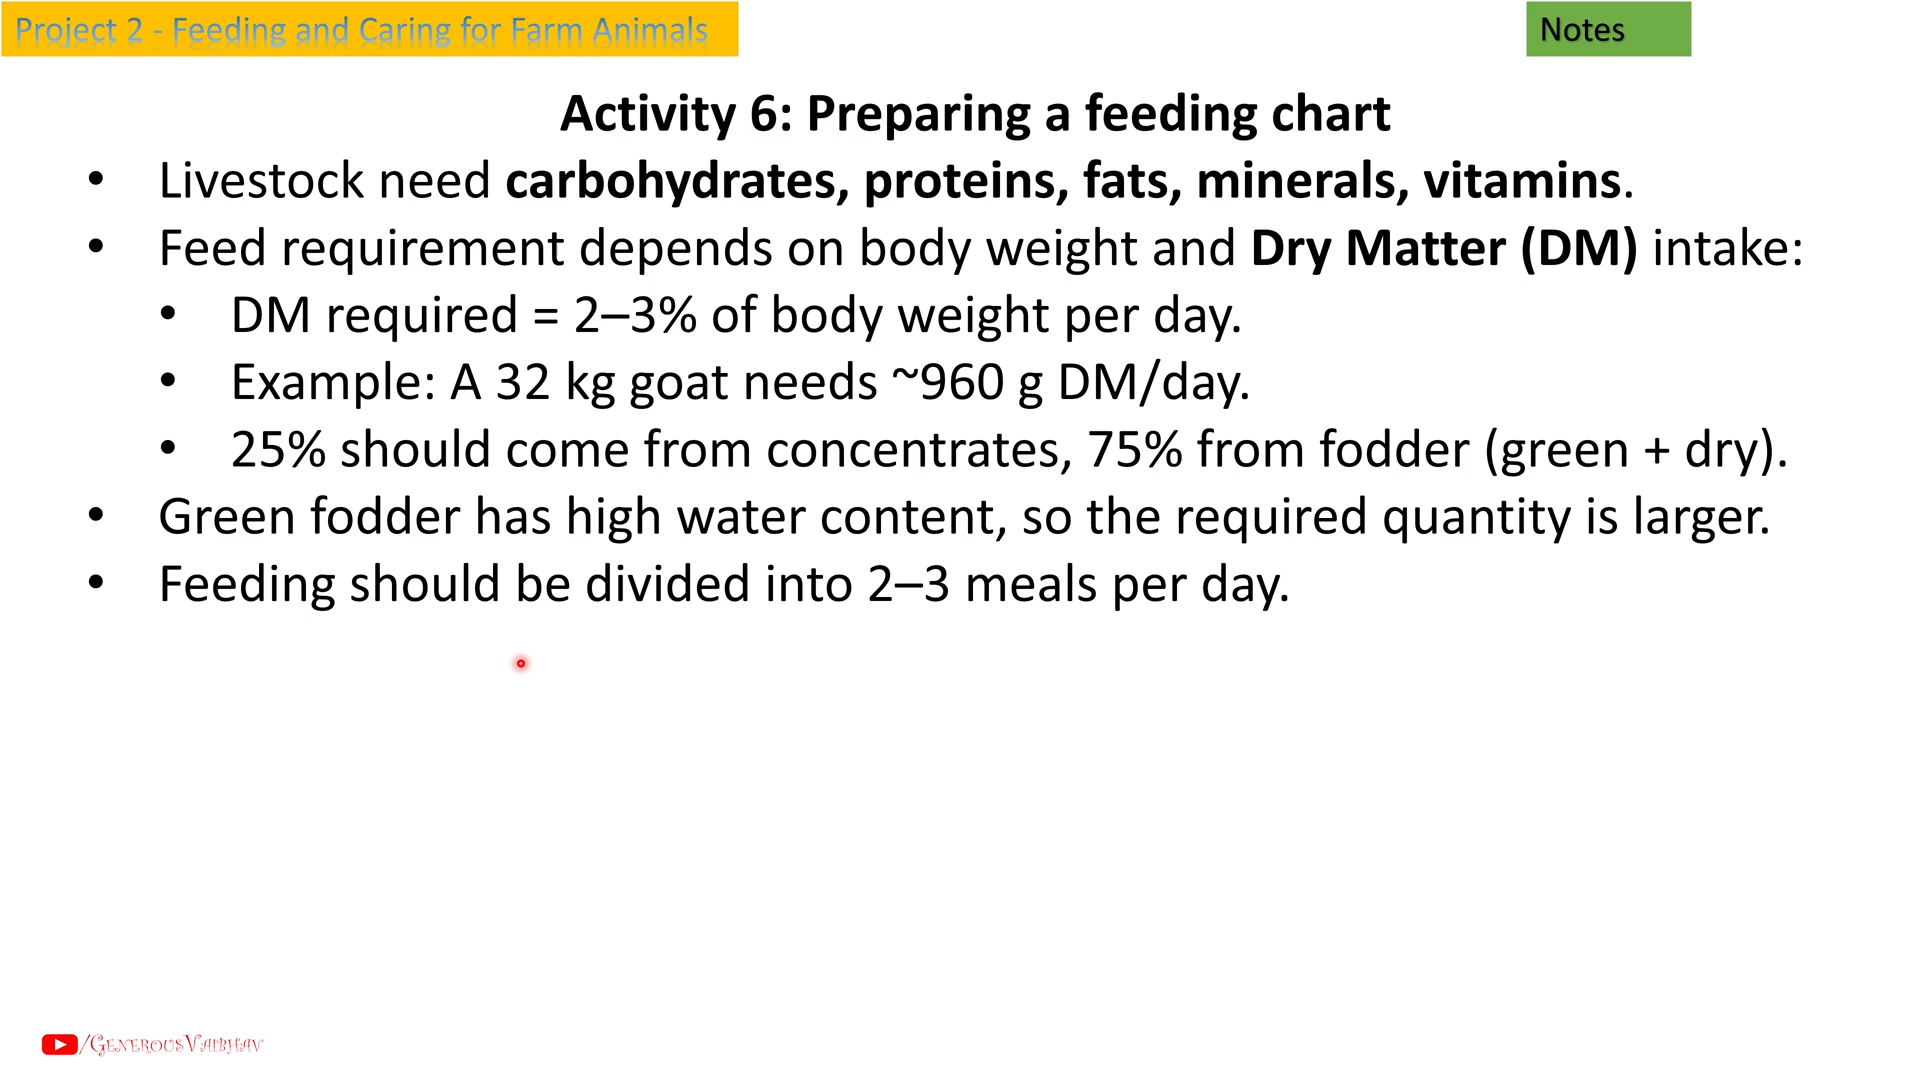 Project 2 - Feeding and Caring for Farm Animals
Notes
Activity 6: Preparing a feeding chart
• Livestock need carbohydrates, proteins, fats, minerals, vitamins.
• Feed requirement depends on body weight and Dry Matter (DM) intake:
• DM required = 2–3% of body weight per day.
• Example: A 32 kg goat needs ~960 g DM/day.
• 25% should come from concentrates, 75% from fodder (green + dry).
• Green fodder has high water content, so the required quantity is larger.
• Feeding should be divided into 2–3 meals per day.
/GenerousVaibhav